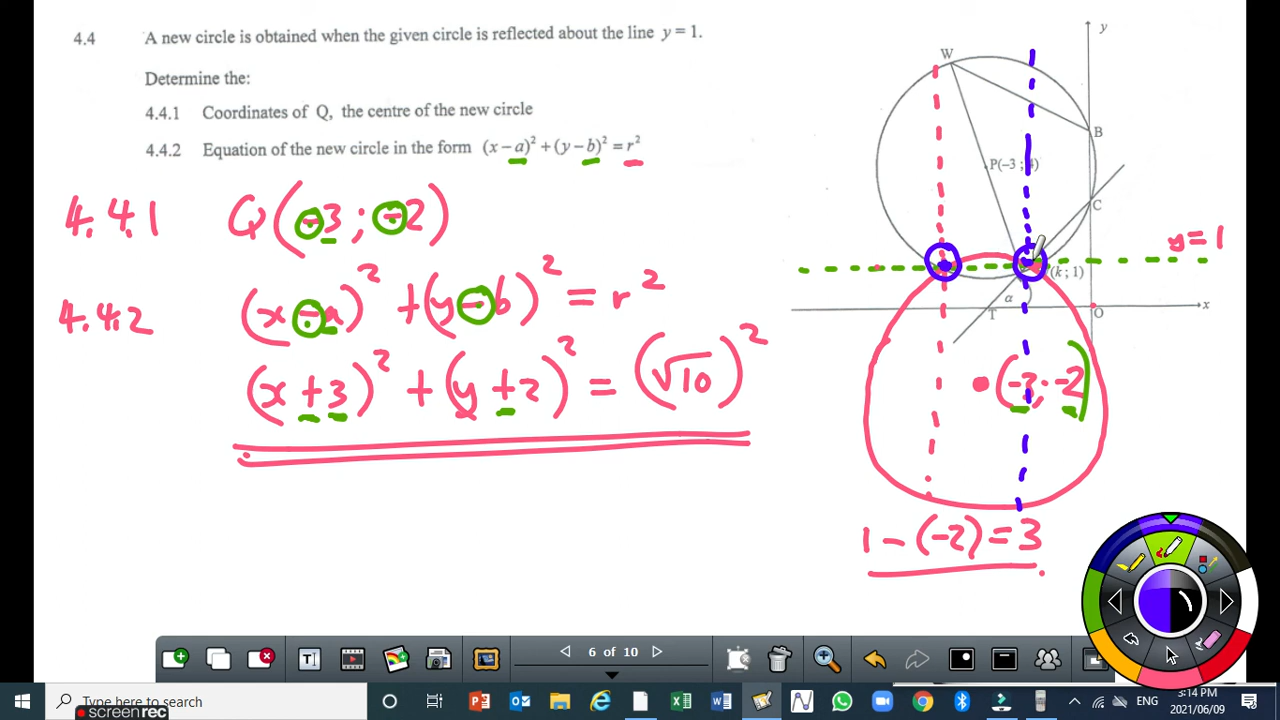 4.4 A new circle is obtained when the given circle is reflected about the line y = 1.
Determine the:
4.4.1 Coordinates of Q, the centre of the new circle
4.4.2 Equation of the new circle in the form (x − a)² + (y − b)² = r²
4.4.1 Q(-3 ; -2)
4.4.2 (x − a)² + (y − b)² = r²
(x + 3)² + (y + 2)² = (√10)²
y
W
B
P(−3 ; 4)
C
y = 1
(k ; 1)
α
T
O
x
(-3 ; -2)
1 - (-2) = 3
6 of 10
Type here to search
ENG
3:14 PM
2021/06/09
screenrec